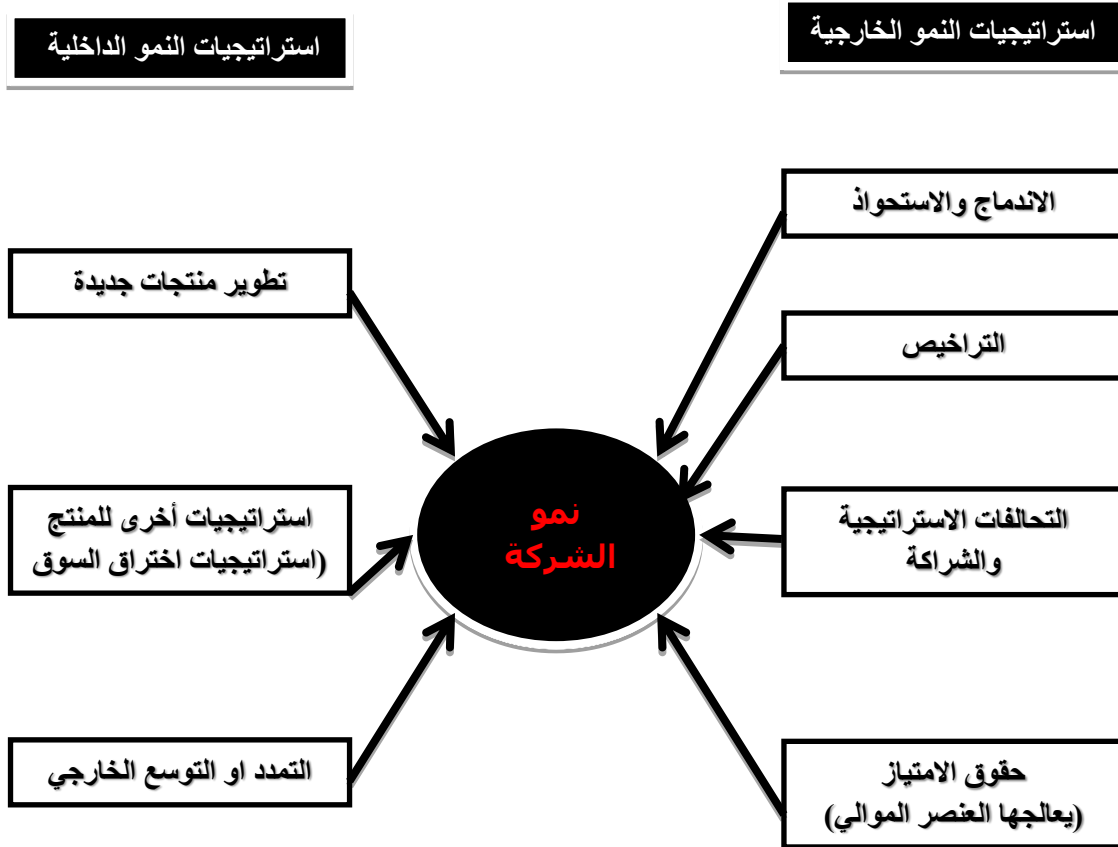 استراتيجيات النمو الخارجية
استراتيجيات النمو الداخلية
الاندماج والاستحواذ
تطوير منتجات جديدة
التراخيص
نمو
الشركة
التحالفات الاستراتيجية
والشراكة
استراتيجيات أخرى للمنتج
(استراتيجيات اختراق السوق
حقوق الامتياز
(يعالجها العنصر الموالي)
التمدد او التوسع الخارجي